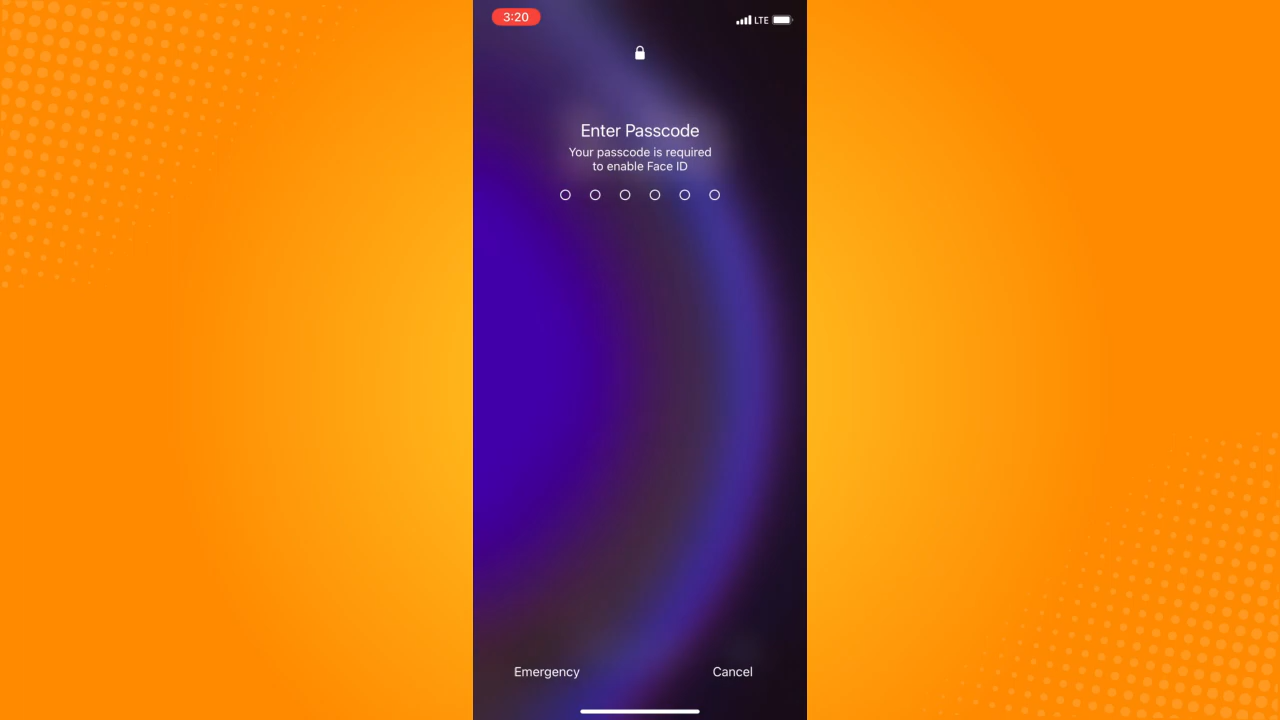 3:20
LTE
Enter Passcode
Your passcode is required
to enable Face ID
Emergency
Cancel